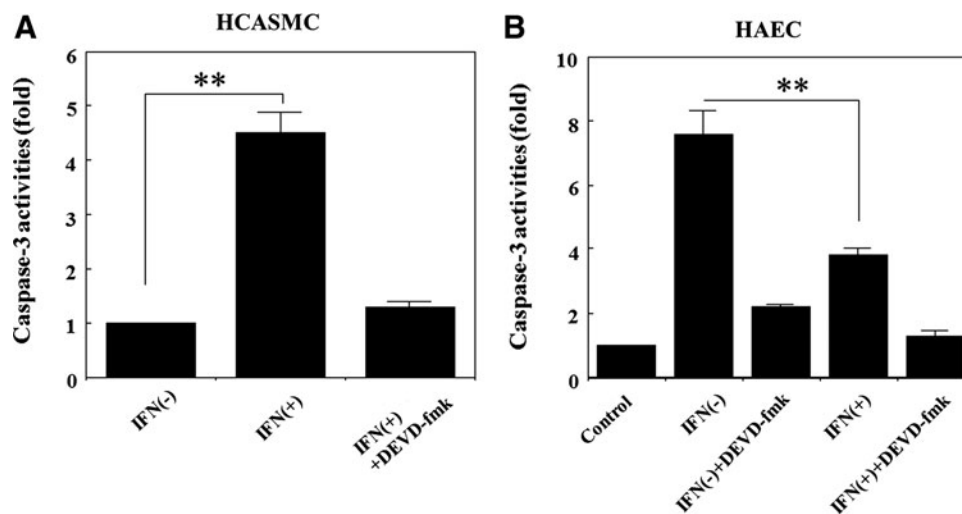 A
HCASMC
Caspase-3 activities (fold)
6
5
4
3
2
1
0
**
IFN(-)
IFN(+)
IFN(+)
+DEVD-fmk
B
HAEC
Caspase-3 activities (fold)
10
8
6
4
2
0
**
Control
IFN(-)
IFN(-)+DEVD-fmk
IFN(+)
IFN(+)+DEVD-fmk